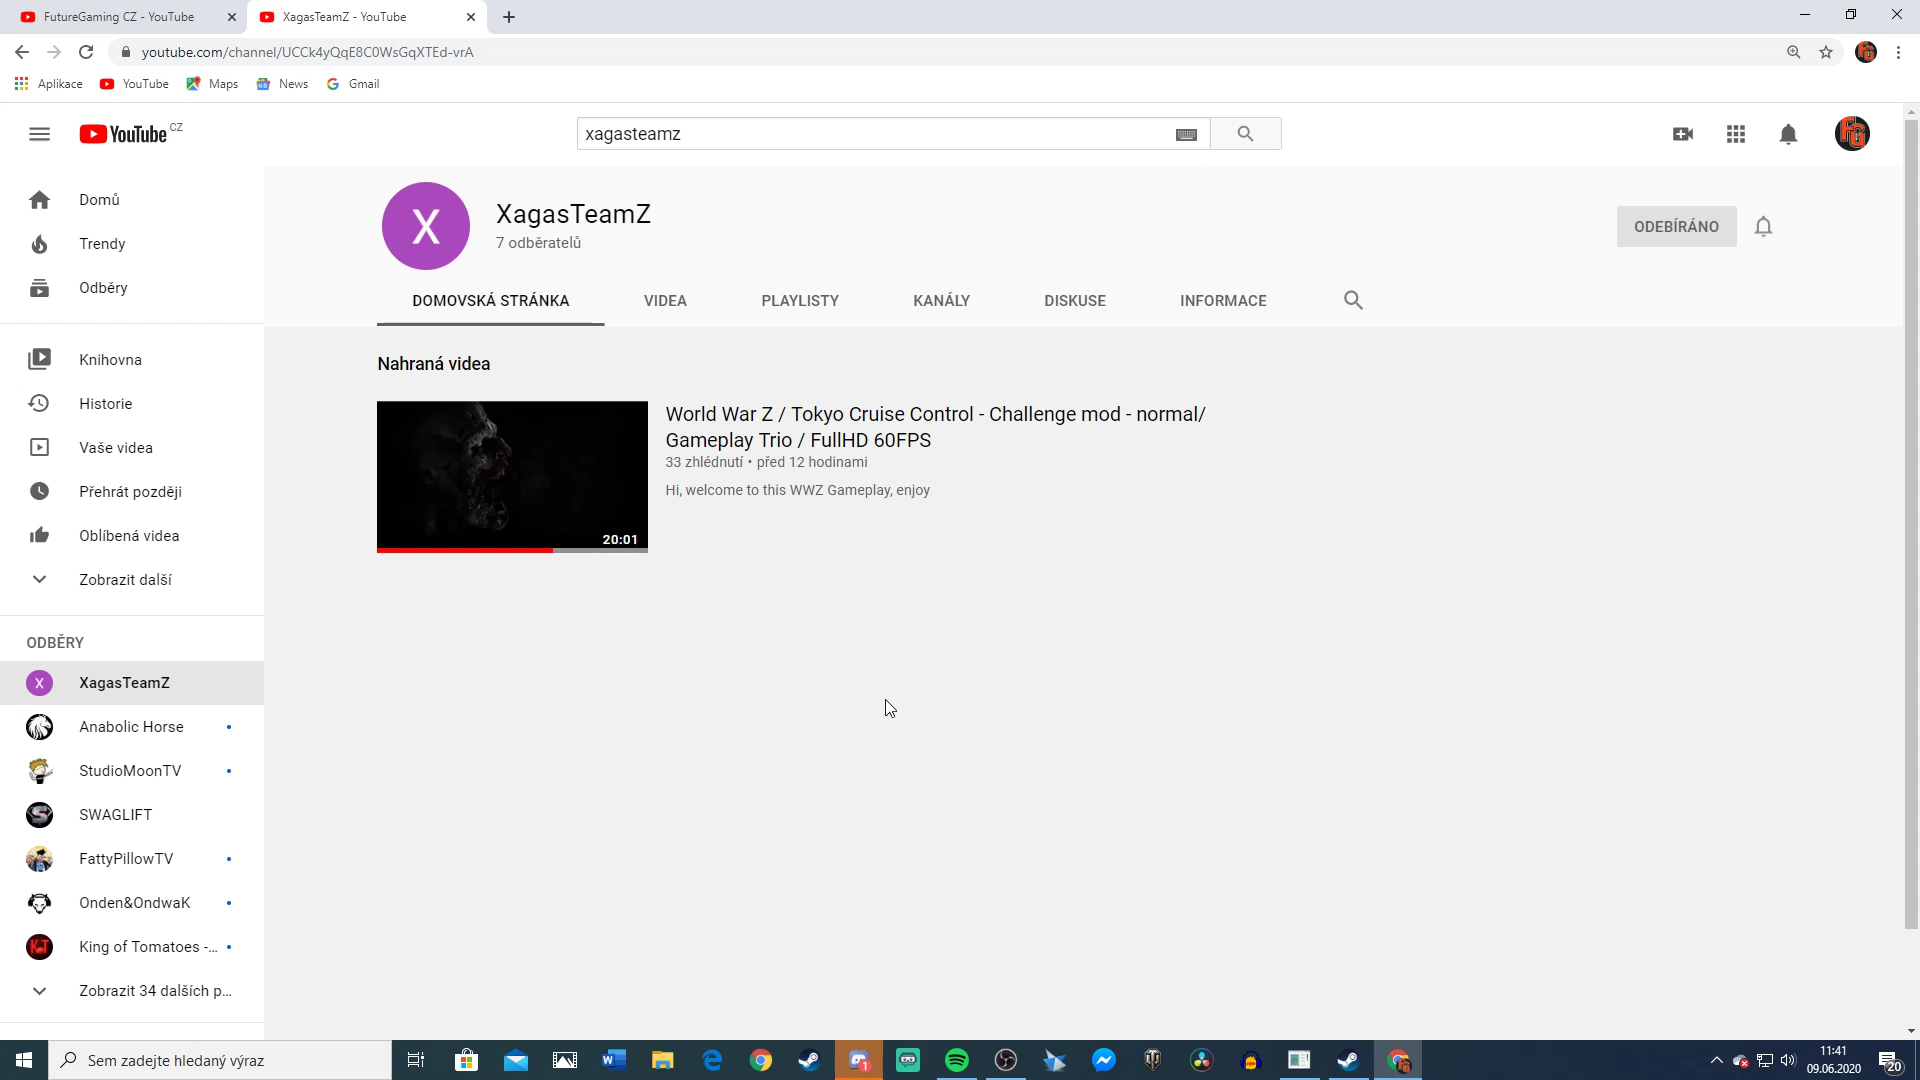 FutureGaming CZ - YouTube
XagasTeamZ - YouTube
youtube.com/channel/UCCk4yQqE8C0WsGqXTEd-vrA
Aplikace
YouTube
Maps
News
Gmail
YouTube CZ
xagasteamz
Domů
Trendy
Odběry
Knihovna
Historie
Vaše videa
Přehrát později
Oblíbená videa
Zobrazit další
ODBĚRY
X XagasTeamZ
Anabolic Horse
StudioMoonTV
SWAGLIFT
FattyPillowTV
Onden&OndwaK
King of Tomatoes -...
Zobrazit 34 dalších p...
X
XagasTeamZ
7 odběratelů
ODEBÍRÁNO
DOMOVSKÁ STRÁNKA
VIDEA
PLAYLISTY
KANÁLY
DISKUSE
INFORMACE
Nahraná videa
20:01
World War Z / Tokyo Cruise Control - Challenge mod - normal/
Gameplay Trio / FullHD 60FPS
33 zhlédnutí • před 12 hodinami
Hi, welcome to this WWZ Gameplay, enjoy
Sem zadejte hledaný výraz
1
11:41
09.06.2020
20